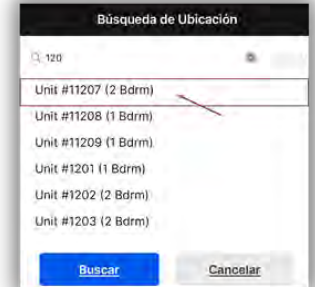 Búsqueda de Ubicación
120
Unit #11207 (2 Bdrm)
Unit #11208 (1 Bdrm)
Unit #11209 (1 Bdrm)
Unit #1201 (1 Bdrm)
Unit #1202 (2 Bdrm)
Unit #1203 (2 Bdrm)
Buscar
Cancelar